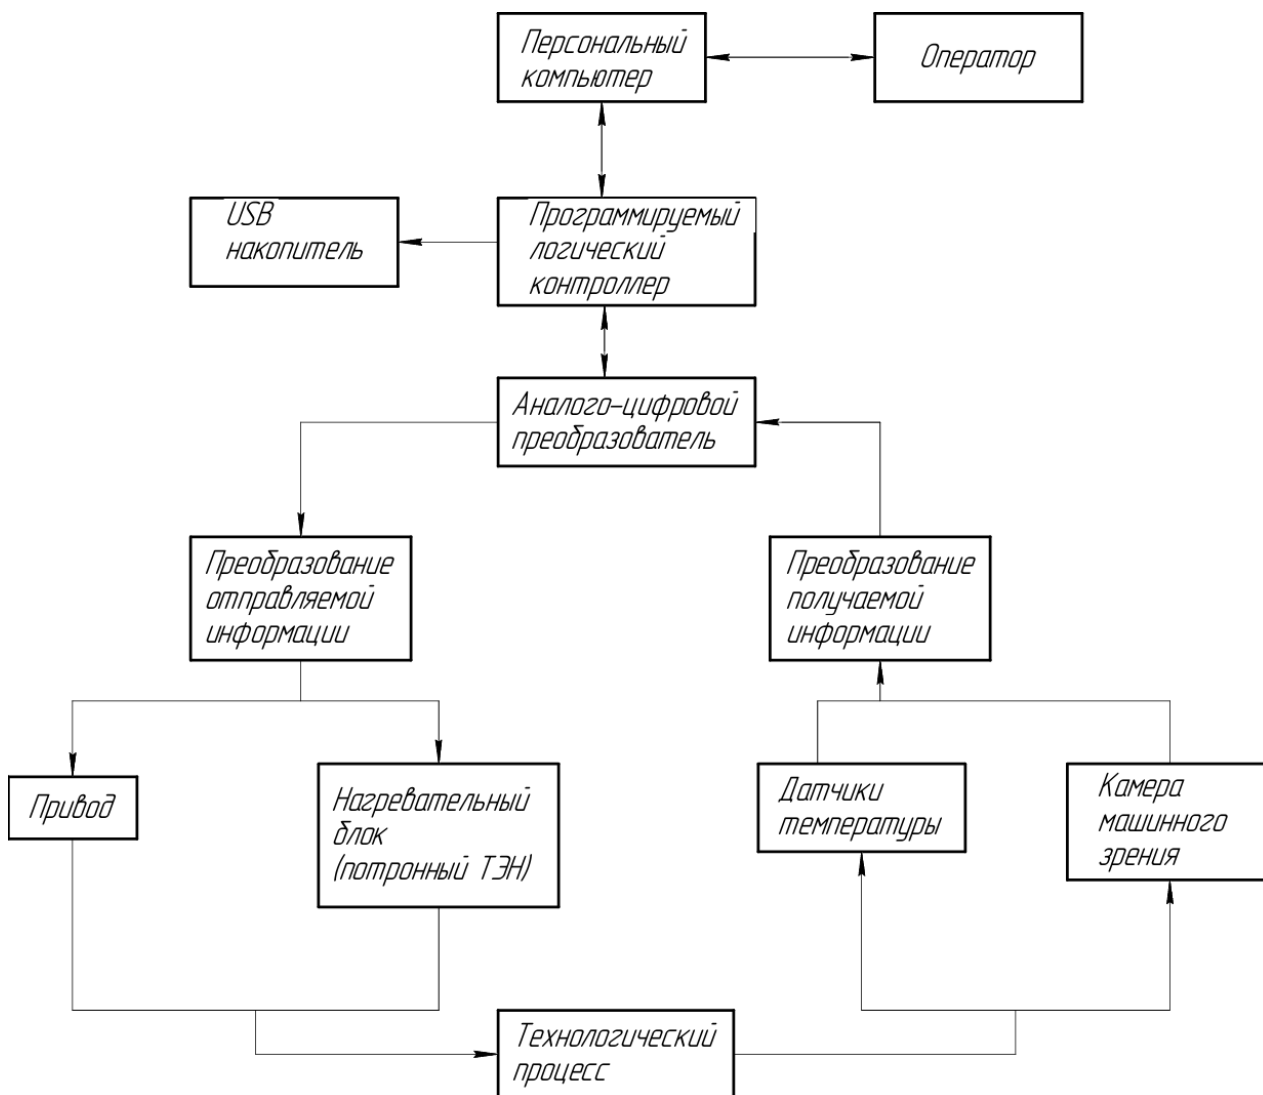 Персональный
компьютер
Оператор
USB
накопитель
Программируемый
логический
контроллер
Аналого-цифровой
преобразователь
Преобразование
отправляемой
информации
Преобразование
получаемой
информации
Привод
Нагревательный
блок
(потронный ТЭН)
Датчики
температуры
Камера
машинного
зрения
Технологический
процесс